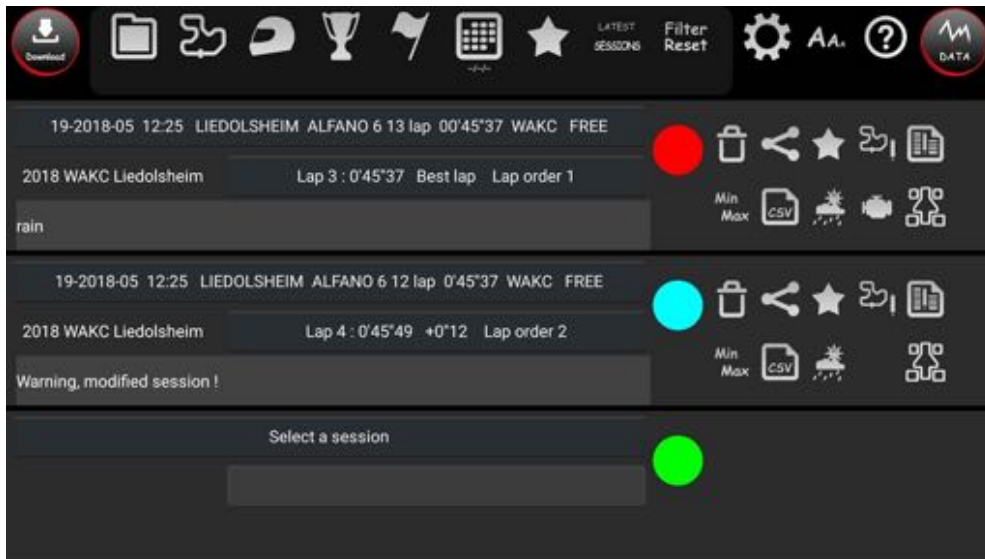 Download
LATEST
SESSIONS
Filter
Reset
AA.
DATA
19-2018-05 12:25 LIEDOLSHEIM ALFANO 6 13 lap 00'45"37 WAKC FREE
2018 WAKC Liedolsheim
Lap 3 : 0'45"37 Best lap Lap order 1
Min
Max
CSV
rain
19-2018-05 12:25 LIEDOLSHEIM ALFANO 6 12 lap 0'45"37 WAKC FREE
2018 WAKC Liedolsheim
Lap 4 : 0'45"49 +0"12 Lap order 2
Min
Max
CSV
Warning, modified session !
Select a session